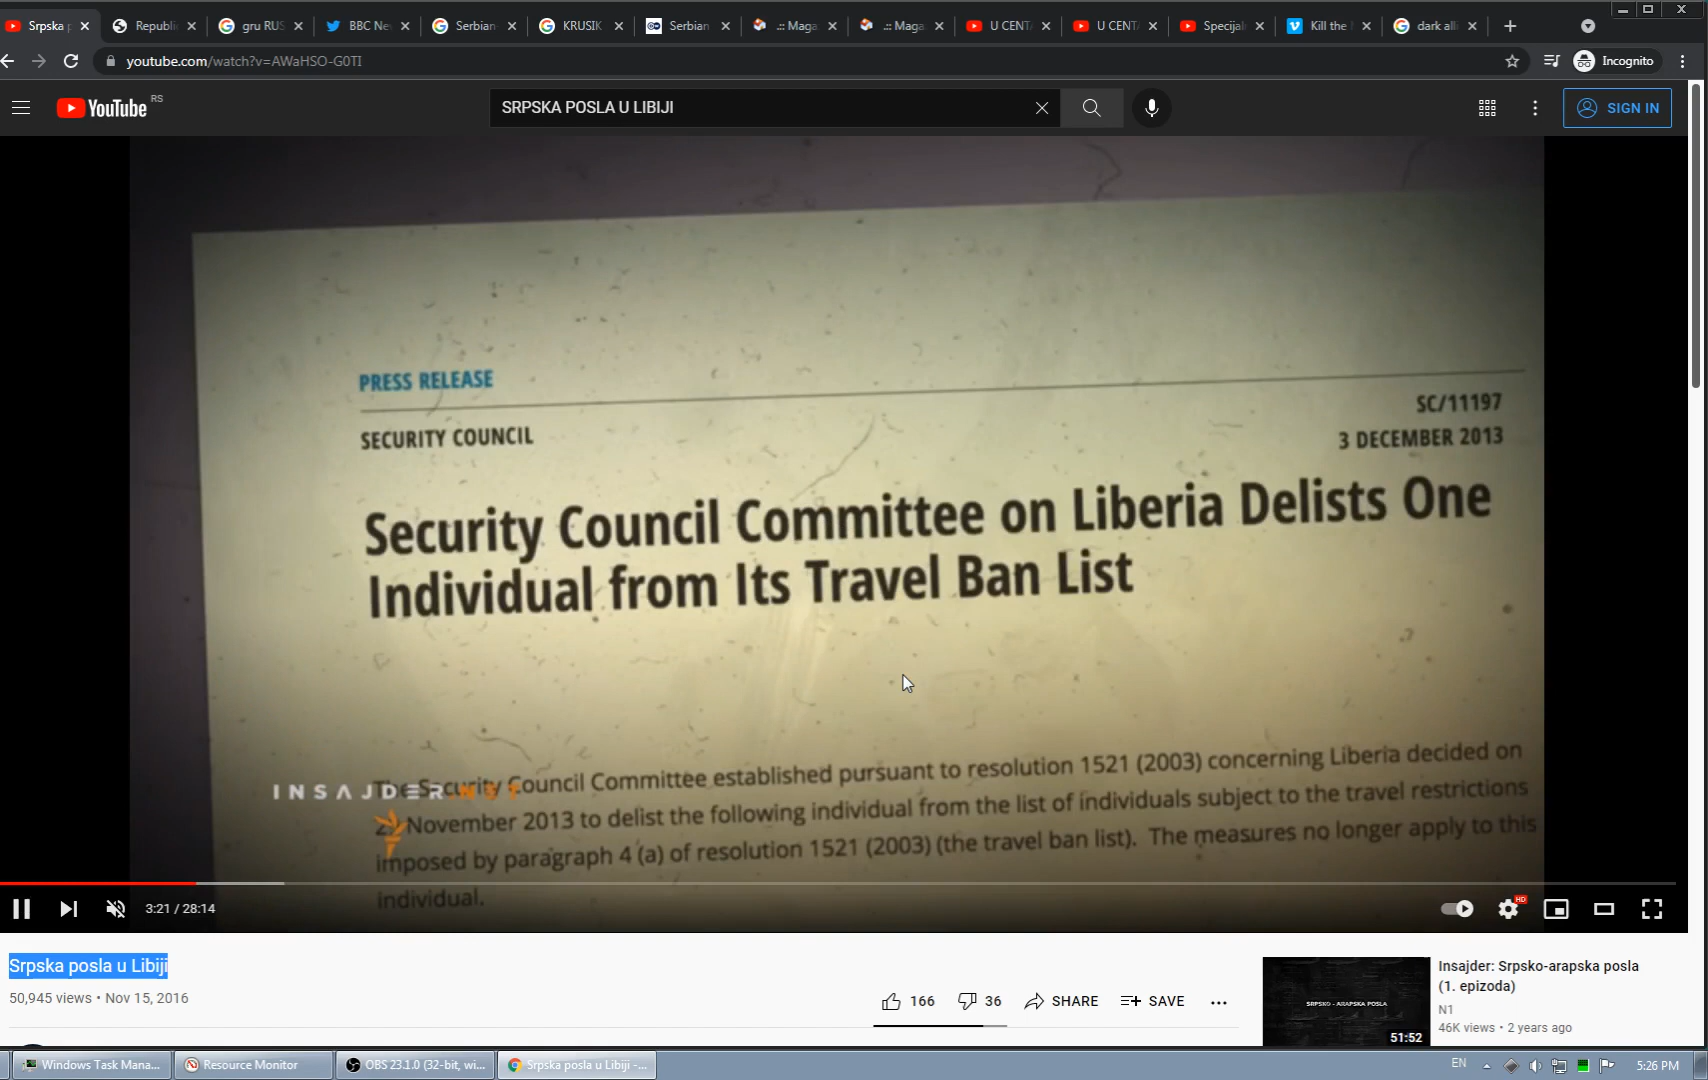 Srpska p
Republic
gru RUS
BBC Ne
Serbian
KRUSIK
Serbian
.:: Maga
.:: Maga
U CENT
U CENT
Specijal
Kill the
dark alli
youtube.com/watch?v=AWaHSO-G0TI
Incognito
YouTube RS
SRPSKA POSLA U LIBIJI
SIGN IN
PRESS RELEASE
SC/11197
SECURITY COUNCIL
3 DECEMBER 2013
Security Council Committee on Liberia Delists One
Individual from Its Travel Ban List
The Security Council Committee established pursuant to resolution 1521 (2003) concerning Liberia decided on
November 2013 to delist the following individual from the list of individuals subject to the travel restrictions
imposed by paragraph 4 (a) of resolution 1521 (2003) (the travel ban list). The measures no longer apply to this
individual.
INSAJDER.NET
3:21 / 28:14
HD
Srpska posla u Libiji
50,945 views • Nov 15, 2016
166
36
SHARE
SAVE
SRPSKO - ARAPSKA POSLA
51:52
Insajder: Srpsko-arapska posla
(1. epizoda)
N1
46K views • 2 years ago
Windows Task Mana...
Resource Monitor
OBS 23.1.0 (32-bit, wi...
Srpska posla u Libiji -...
EN
5:26 PM